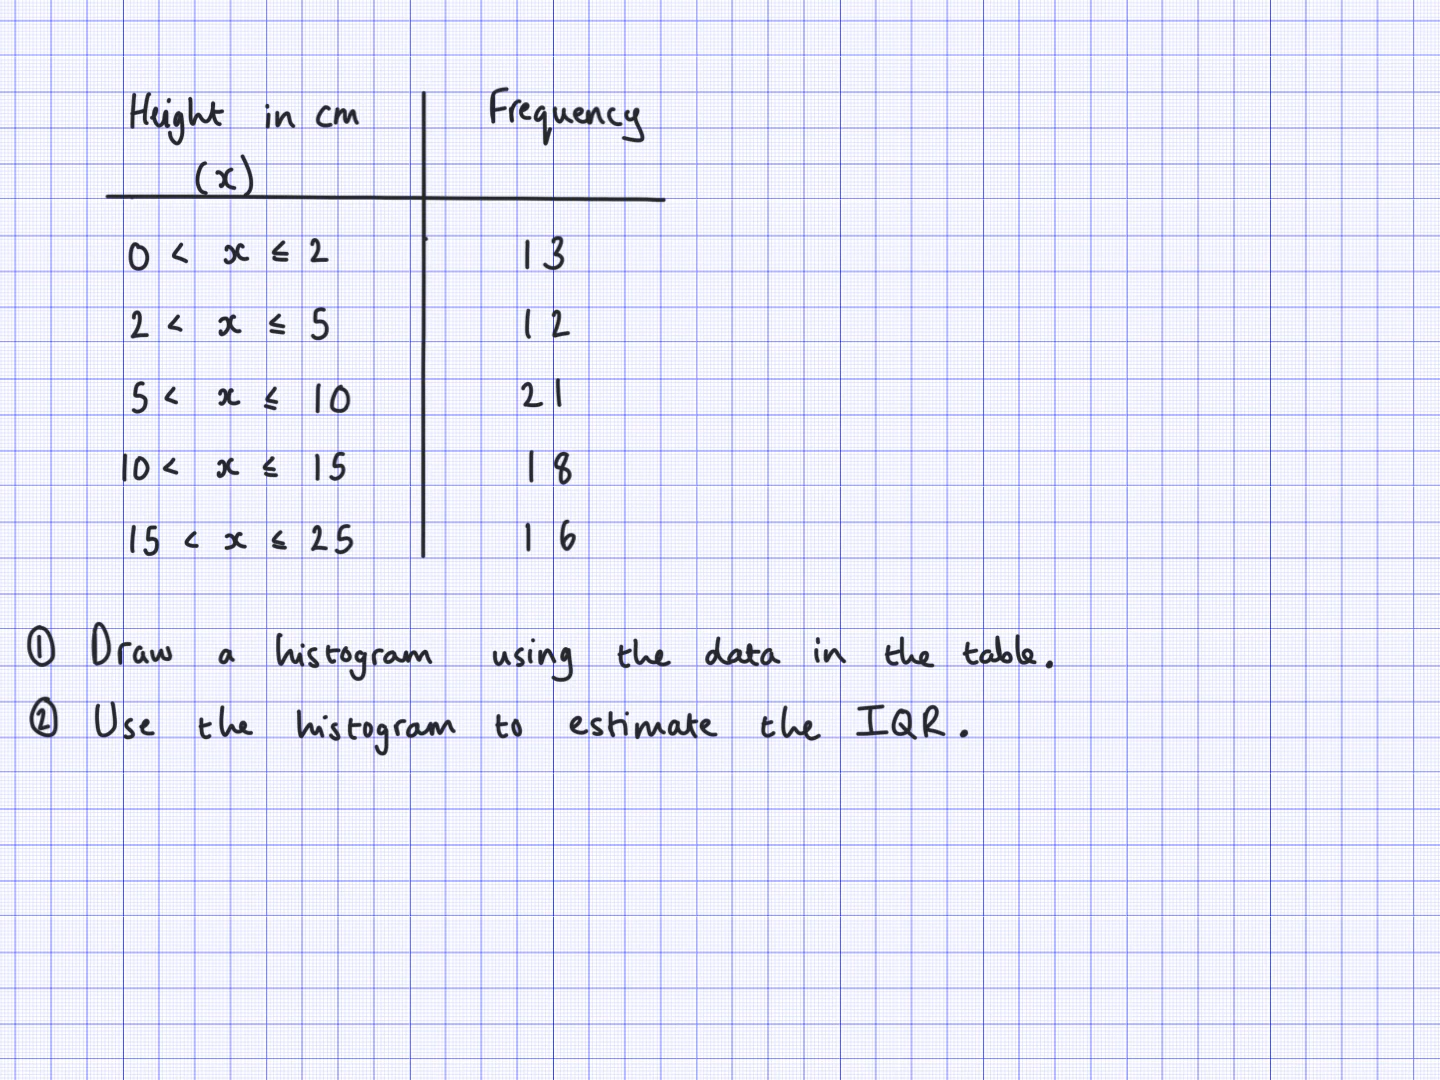 Height in cm Frequency
(x)
0 < x ≤ 2 13
2 < x ≤ 5 12
5 < x ≤ 10 21
10 < x ≤ 15 18
15 < x ≤ 25 16
① Draw a histogram using the data in the table.
② Use the histogram to estimate the IQR.